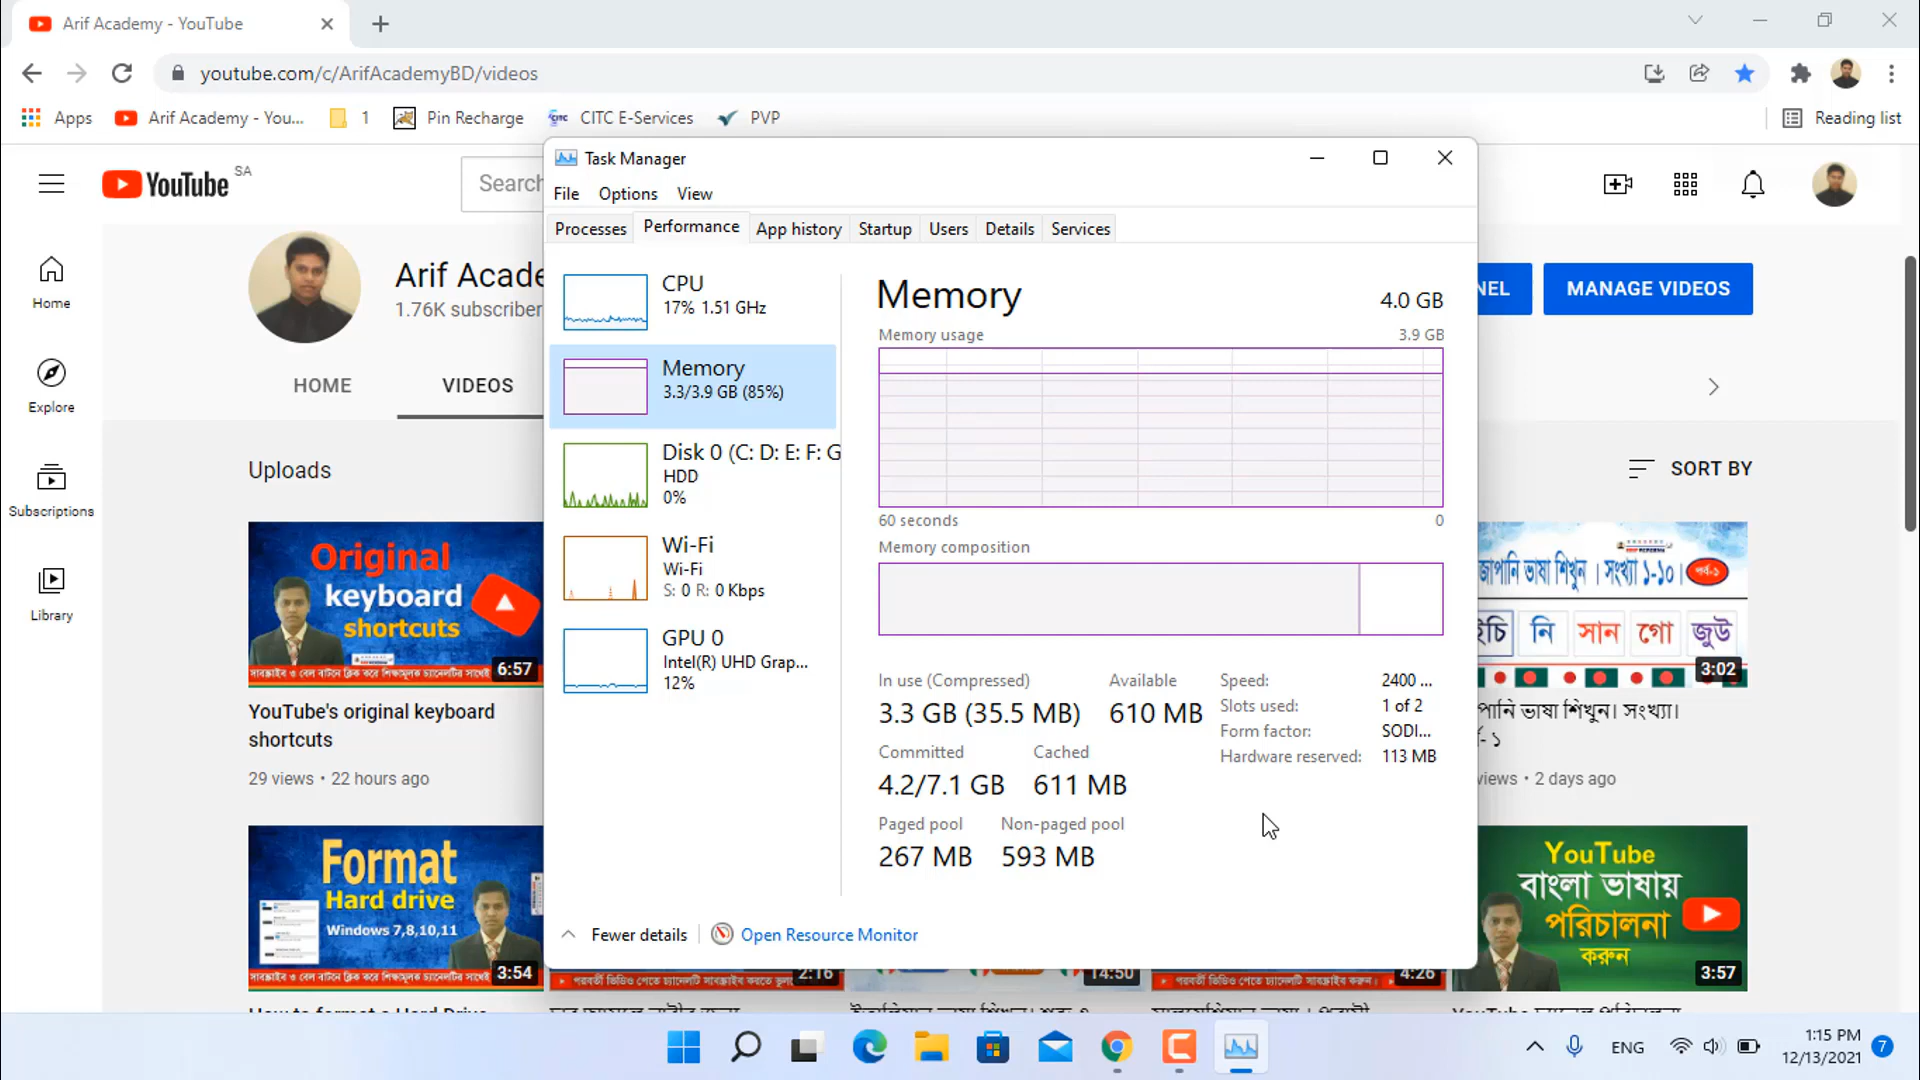 Arif Academy - YouTube
youtube.com/c/ArifAcademyBD/videos
Apps
Arif Academy - You...
1
Pin Recharge
CITC E-Services
PVP
Reading list
YouTube SA
Search
Home
Explore
Subscriptions
Library
Arif Acade
1.76K subscriber
NEL
MANAGE VIDEOS
HOME
VIDEOS
Uploads
SORT BY
Original
keyboard
shortcuts
6:57
YouTube's original keyboard
shortcuts
29 views • 22 hours ago
Format
Hard drive
Windows 7,8,10,11
3:54
Task Manager
File
Options
View
Processes
Performance
App history
Startup
Users
Details
Services
CPU
17% 1.51 GHz
Memory
3.3/3.9 GB (85%)
Disk 0 (C: D: E: F: G
HDD
0%
Wi-Fi
Wi-Fi
S: 0 R: 0 Kbps
GPU 0
Intel(R) UHD Grap...
12%
Memory
4.0 GB
Memory usage
3.9 GB
60 seconds
0
Memory composition
In use (Compressed)
3.3 GB (35.5 MB)
Available
610 MB
Committed
4.2/7.1 GB
Cached
611 MB
Paged pool
267 MB
Non-paged pool
593 MB
Speed: 2400 ...
Slots used: 1 of 2
Form factor: SODI...
Hardware reserved: 113 MB
Fewer details
Open Resource Monitor
জাপানি ভাষা শিখুন । সংখ্যা ১-১০।
পর্ব-১
ইচি নি সান গো জুউ
3:02
পানি ভাষা শিখুন। সংখ্যা।
র্ব- ১
views • 2 days ago
YouTube
বাংলা ভাষায়
পরিচালনা
করুন
3:57
2:16
14:50
4:26
ENG
1:15 PM
12/13/2021
7